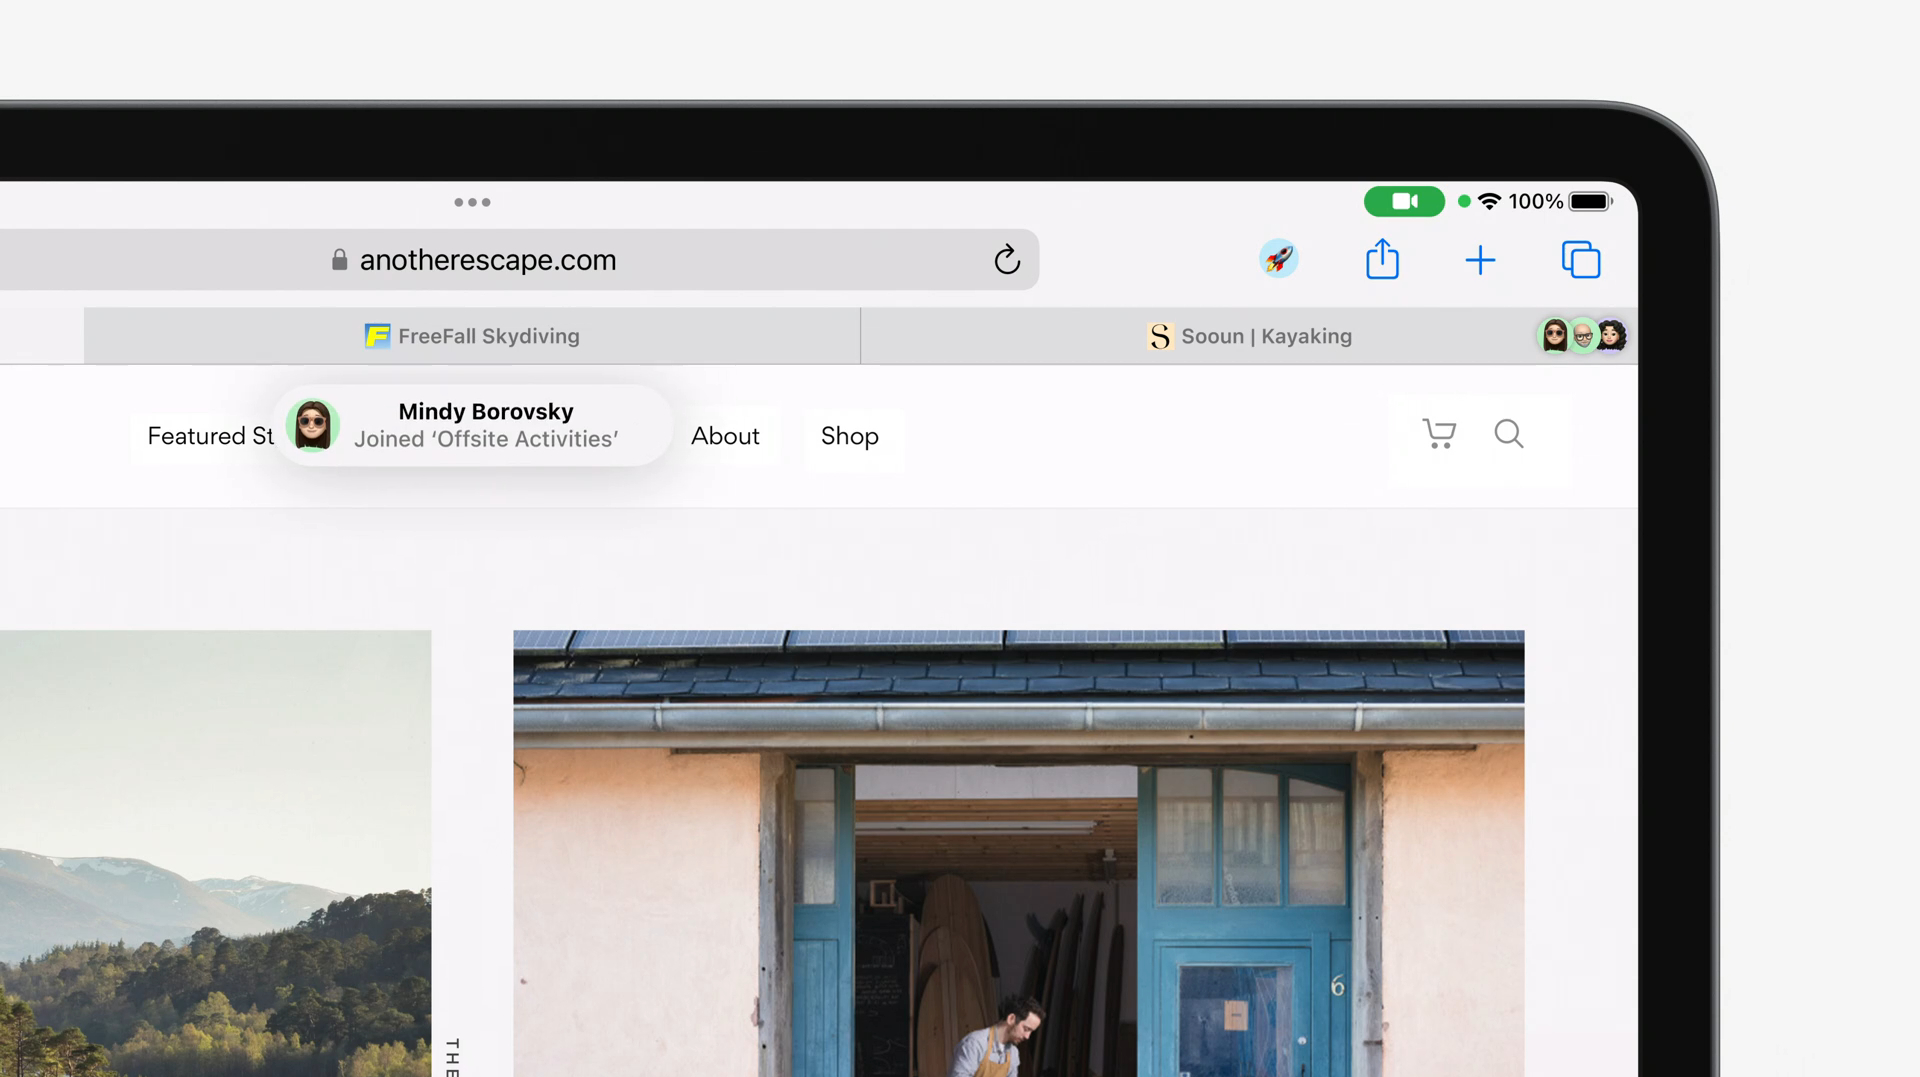 100%
anotherescape.com
F FreeFall Skydiving
S Sooun | Kayaking
Mindy Borovsky
Joined ‘Offsite Activities’
Featured St
About
Shop
6
THE